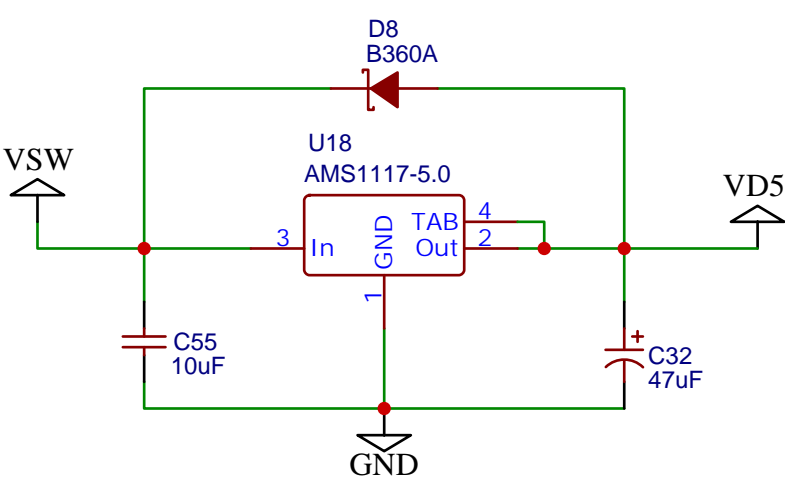 D8
B360A
U18
AMS1117-5.0
VSW
VD5
3
In
GND
TAB
4
Out
2
1
C55
10uF
+
C32
47uF
GND